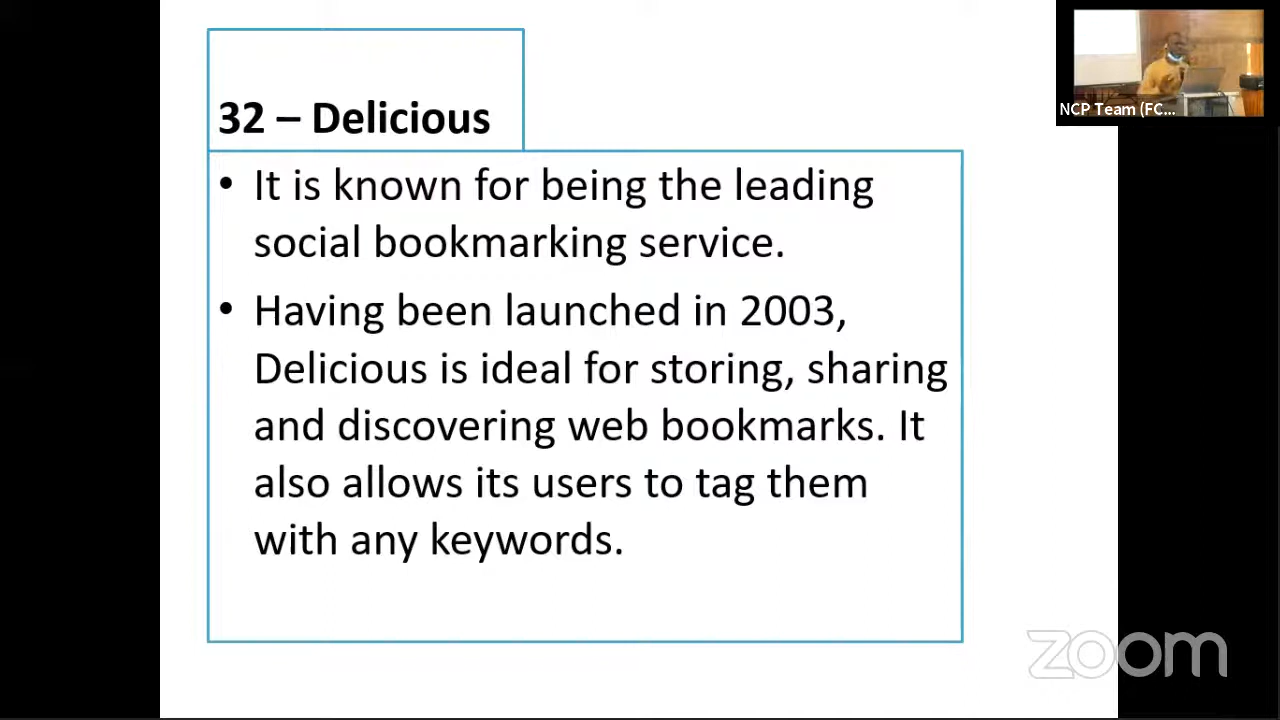 32 – Delicious
• It is known for being the leading
social bookmarking service.
• Having been launched in 2003,
Delicious is ideal for storing, sharing
and discovering web bookmarks. It
also allows its users to tag them
with any keywords.
NCP Team (FC...
zoom